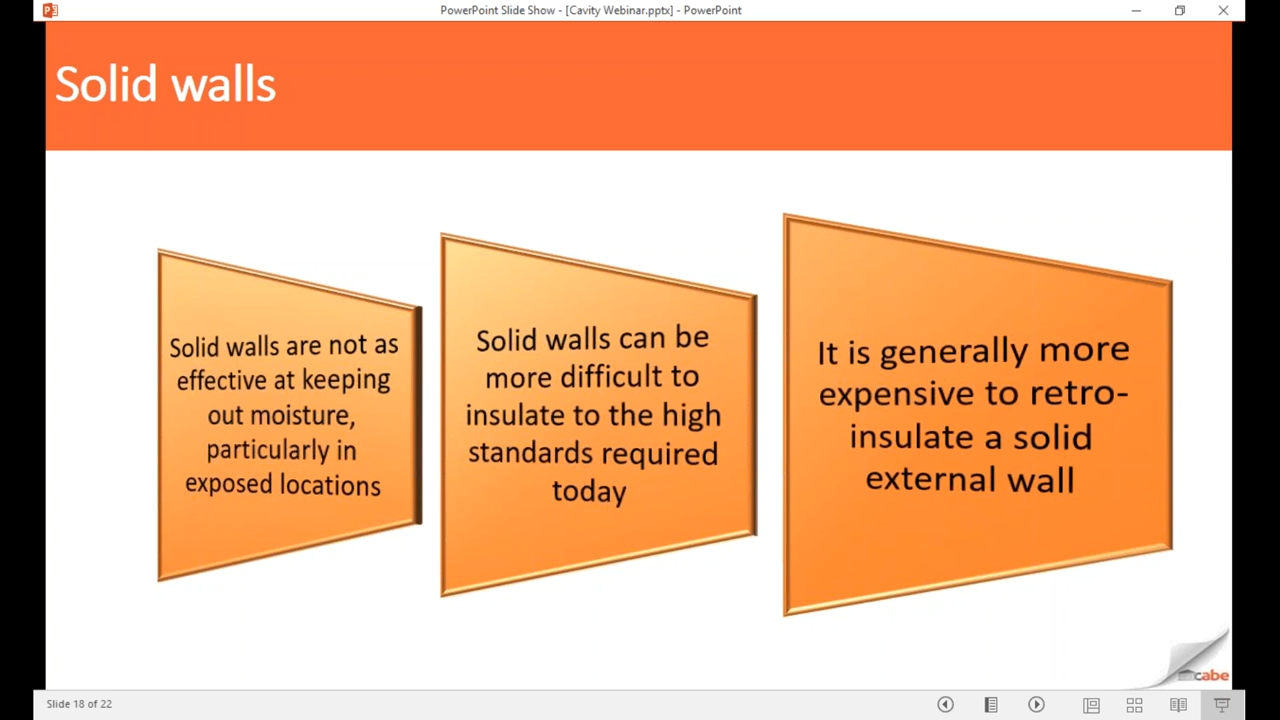 PowerPoint Slide Show - [Cavity Webinar.pptx] - PowerPoint
Solid walls
Solid walls are not as
effective at keeping
out moisture,
particularly in
exposed locations
Solid walls can be
more difficult to
insulate to the high
standards required
today
It is generally more
expensive to retro-
insulate a solid
external wall
cabe
Slide 18 of 22